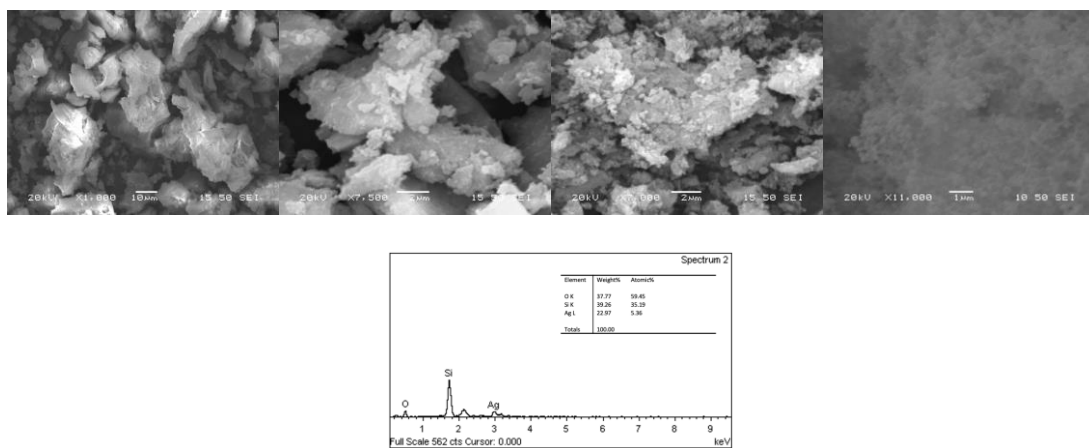 20kV X1,000 10μm 15.50 SEI
20kV X7,500 2μm 15.50 SEI
20kV 2μm 15.50 SEI
20kV X11,000 1μm 10 50 SEI
Spectrum 2
Element Weight% Atomic%
O K 37.77 59.45
Si K 39.26 35.19
Ag L 22.97 5.36
Totals 100.00
Si
O
Ag
1 2 3 4 5 6 7 8 9
Full Scale 562 cts Cursor: 0.000 keV